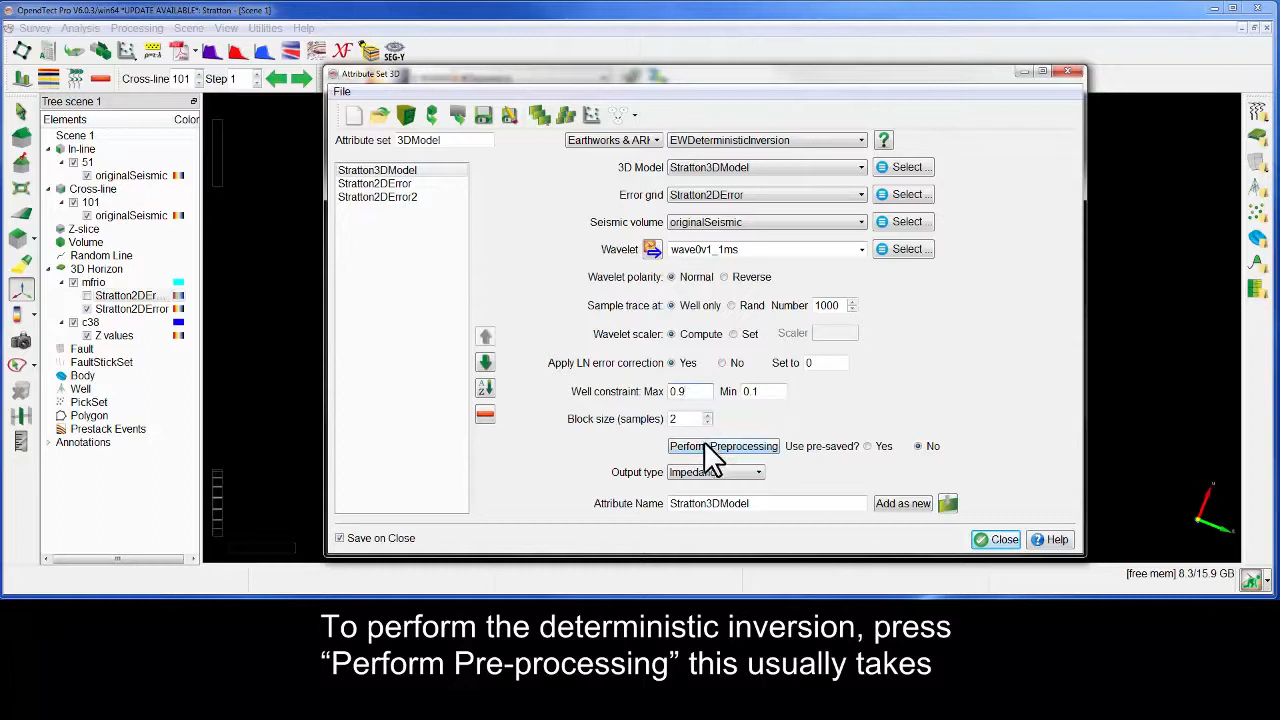 OpendTect Pro V6.0.3/win64 *UPDATE AVAILABLE*: Stratton - [Scene 1]
Survey Analysis Processing Scene View Utilities Help
XF SEG-Y
Cross-line 101 Step 1
Tree scene 1
Elements Color
Scene 1
In-line
51
originalSeismic
Cross-line
101
originalSeismic
Z-slice
Volume
Random Line
3D Horizon
mfrio
Stratton2DEr...
Stratton2DError
c38
Z values
Fault
FaultStickSet
Body
Well
PickSet
Polygon
Prestack Events
Annotations
Attribute Set 3D
File
Attribute set 3DModel
Earthworks & ARK EWDeterministicInversion
Stratton3DModel
Stratton2DError
Stratton2DError2
3D Model Stratton3DModel Select ...
Error grid Stratton2DError Select ...
Seismic volume originalSeismic Select ...
Wavelet wave0v1_1ms Select ...
Wavelet polarity: Normal Reverse
Sample trace at: Well only Rand Number 1000
Wavelet scaler: Compute Set Scaler
Apply LN error correction Yes No Set to 0
Well constraint: Max 0.9 Min 0.1
Block size (samples) 2
Perform Preprocessing Use pre-saved? Yes No
Output type Impedance
Attribute Name Stratton3DModel Add as new
Save on Close
Close Help
[free mem] 8.3/15.9 GB
To perform the deterministic inversion, press
“Perform Pre-processing” this usually takes